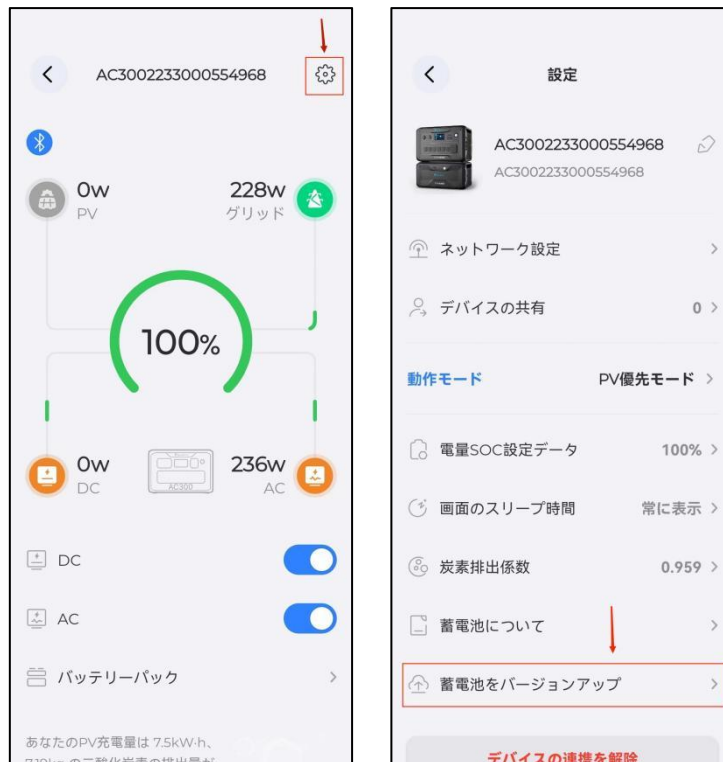 AC3002233000554968
0w
PV
228w
グリッド
100%
0w
DC
AC300
236w
AC
DC
AC
バッテリーパック
あなたのPV充電量は 7.5kW·h、
設定
AC3002233000554968
AC3002233000554968
ネットワーク設定
デバイスの共有 0
動作モード PV優先モード
電量SOC設定データ 100%
画面のスリープ時間 常に表示
炭素排出係数 0.959
蓄電池について
蓄電池をバージョンアップ
デバイスの連携を解除